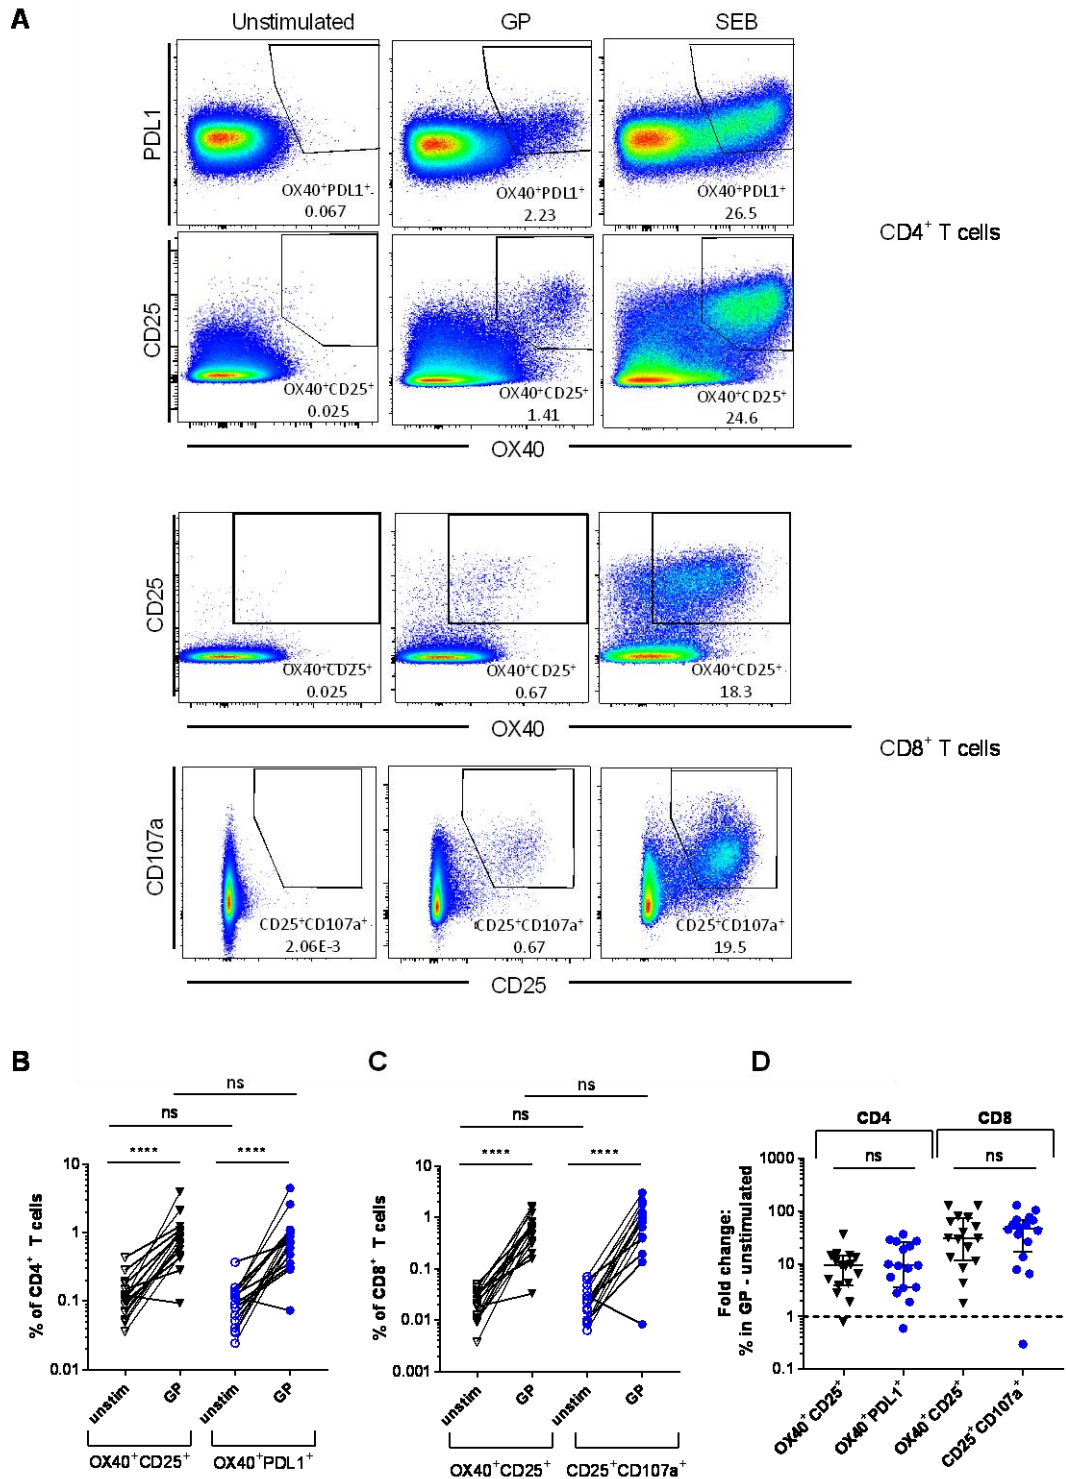 A
Unstimulated GP SEB
PDL1
OX40⁺PDL1⁺
0.067
OX40⁺PDL1⁺
2.23
OX40⁺PDL1⁺
26.5
CD4⁺ T cells
CD25
OX40⁺CD25⁺
0.025
OX40⁺CD25⁺
1.41
OX40⁺CD25⁺
24.6
OX40
CD25
OX40⁺CD25⁺
0.025
OX40⁺CD25⁺
0.67
OX40⁺CD25⁺
18.3
OX40
CD8⁺ T cells
CD107a
CD25⁺CD107a⁺
2.06E-3
CD25⁺CD107a⁺
0.67
CD25⁺CD107a⁺
19.5
CD25
B
ns
ns
**** ****
% of CD4⁺ T cells
10
1
0.1
0.01
unstim GP unstim GP
OX40⁺CD25⁺ OX40⁺PDL1⁺
C
ns
ns
**** ****
% of CD8⁺ T cells
10
1
0.1
0.01
0.001
unstim GP unstim GP
OX40⁺CD25⁺ CD25⁺CD107a⁺
D
CD4 CD8
ns ns
Fold change:
% in GP - unstimulated
1000
100
10
1
0.1
OX40⁺CD25⁺ OX40⁺PDL1⁺ OX40⁺CD25⁺ CD25⁺CD107a⁺